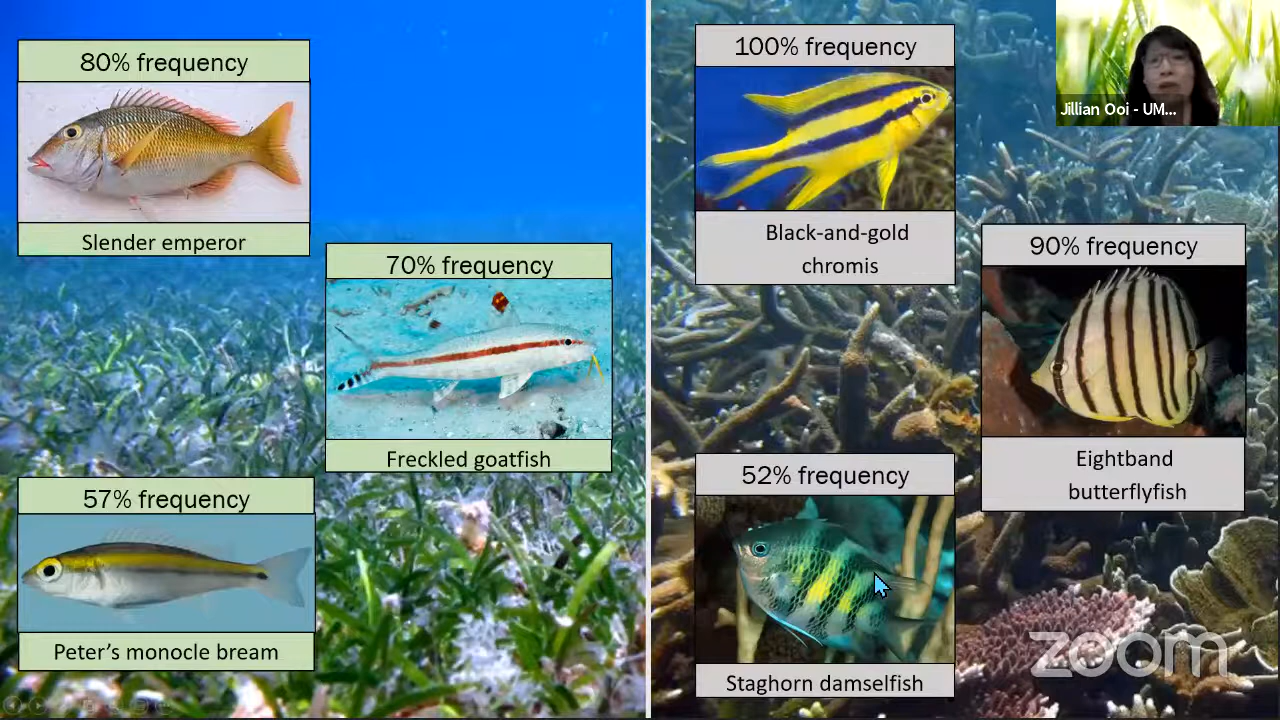 80% frequency
Slender emperor
70% frequency
Freckled goatfish
57% frequency
Peter's monocle bream
100% frequency
Black-and-gold
chromis
90% frequency
Eightband
butterflyfish
52% frequency
Staghorn damselfish
Jillian Ooi - UM...
zoom